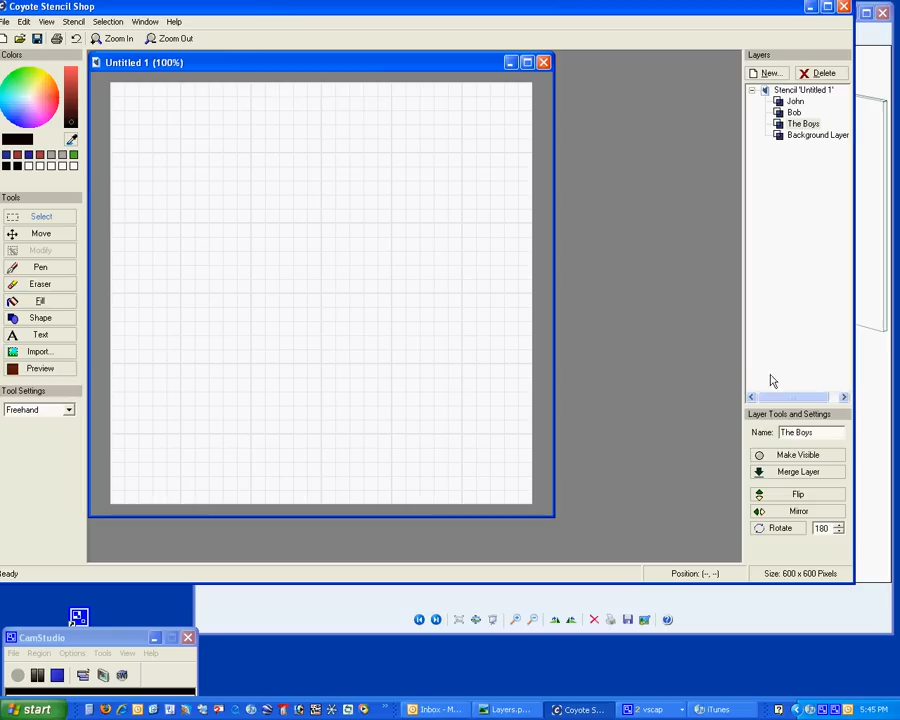 Coyote Stencil Shop
File Edit View Stencil Selection Window Help
Zoom In Zoom Out
Colors
Tools
Select
Move
Modify
Pen
Eraser
Fill
Shape
A Text
Import...
Preview
Tool Settings
Freehand
Untitled 1 (100%)
Layers
New... Delete
Stencil 'Untitled 1'
John
Bob
The Boys
Background Layer
Layer Tools and Settings
Name: The Boys
Make Visible
Merge Layer
Flip
Mirror
Rotate 180
Ready
Position: (--, --)
Size: 600 x 600 Pixels
CamStudio
File Region Options Tools View Help
start
Inbox - M...
Layers.p...
Coyote S...
2 vscap
iTunes
5:45 PM